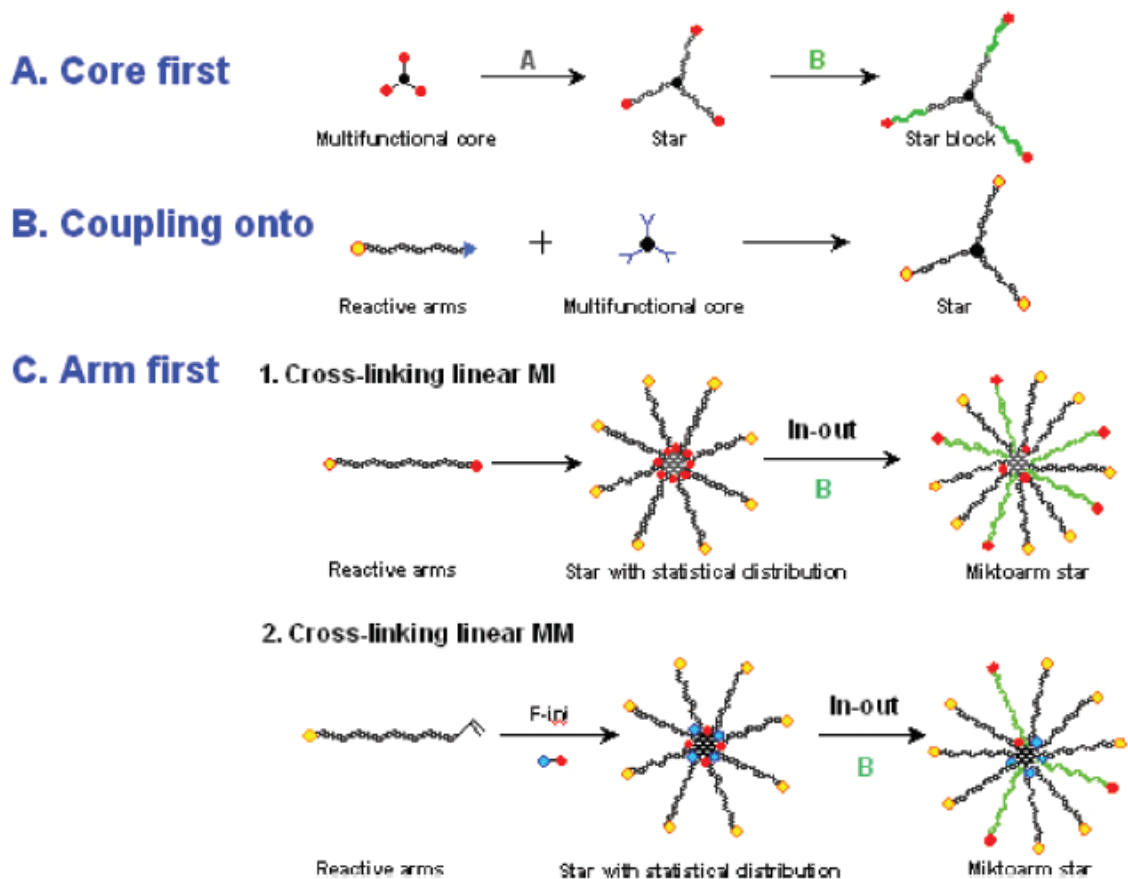 A. Core first
A
B
Multifunctional core
Star
Star block
B. Coupling onto
+
Reactive arms
Multifunctional core
Star
C. Arm first
1. Cross-linking linear MI
In-out
B
Reactive arms
Star with statistical distribution
Miktoarm star
2. Cross-linking linear MM
F-ini
In-out
B
Reactive arms
Star with statistical distribution
Miktoarm star